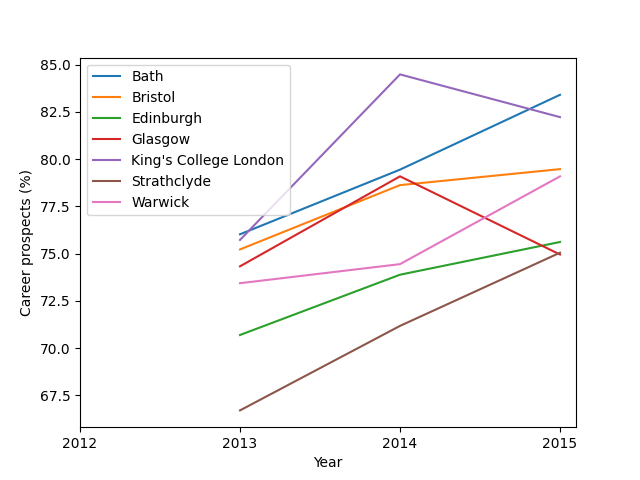 85.0
82.5
80.0
77.5
75.0
72.5
70.0
67.5
Career prospects (%)
Bath
Bristol
Edinburgh
Glasgow
King's College London
Strathclyde
Warwick
2012 2013 2014 2015
Year